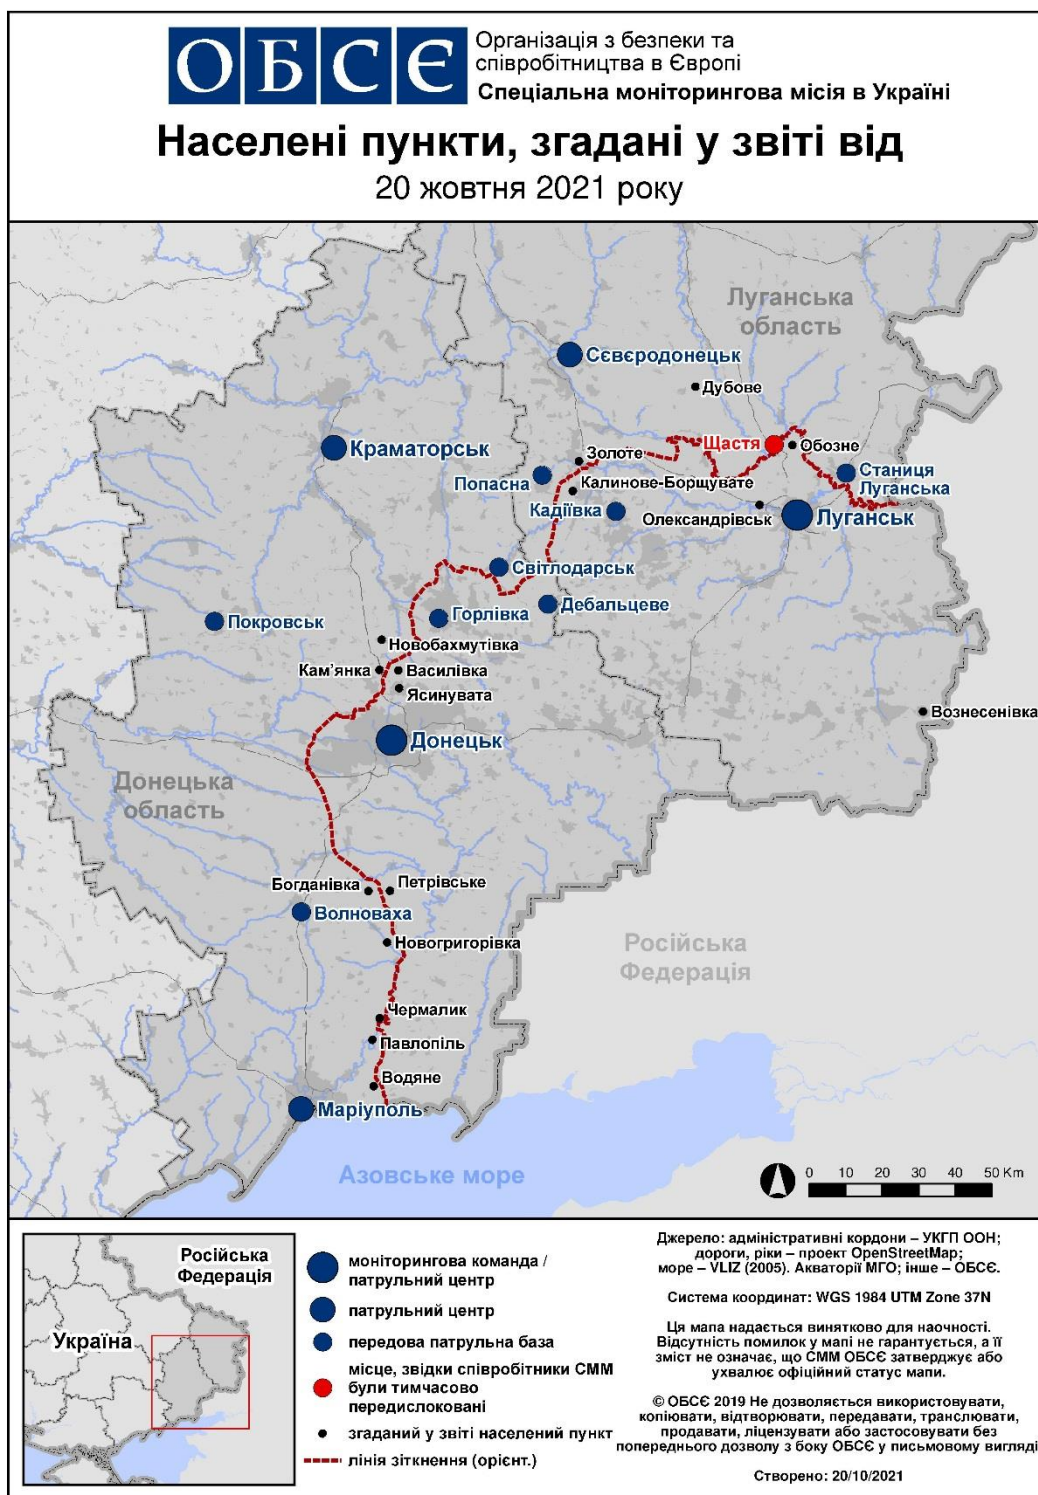 ОБСЄ
Організація з безпеки та
співробітництва в Європі
Спеціальна моніторингова місія в Україні
Населені пункти, згадані у звіті від
20 жовтня 2021 року
Луганська
область
Сєвєродонецьк
Дубове
Щастя
Обозне
Краматорськ
Золоте
Станиця
Луганська
Попасна
Калинове-Борщувате
Кадіївка
Олександрівськ
Луганськ
Світлодарськ
Дебальцеве
Горлівка
Покровськ
Новобахмутівка
Кам'янка
Василівка
Ясинувата
Вознесенівка
Донецьк
Донецька
область
Богданівка
Петрівське
Волноваха
Новогригорівка
Російська
Федерація
Чермалик
Павлопіль
Водяне
Маріуполь
Азовське море
0 10 20 30 40 50 Km
Російська
Федерація
Україна
моніторингова команда /
патрульний центр
патрульний центр
передова патрульна база
місце, звідки співробітники СММ
були тимчасово
передислоковані
згаданий у звіті населений пункт
лінія зіткнення (орієнт.)
Джерело: адміністративні кордони – УКГП ООН;
дороги, ріки – проект OpenStreetMap;
море – VLIZ (2005). Акваторії МГО; інше – ОБСЄ.
Система координат: WGS 1984 UTM Zone 37N
Ця мапа надається винятково для наочності.
Відсутність помилок у мапі не гарантується, а її
зміст не означає, що СММ ОБСЄ затверджує або
ухвалює офіційний статус мапи.
© ОБСЄ 2019 Не дозволяється використовувати,
копіювати, відтворювати, передавати, транслювати,
продавати, ліцензувати або застосовувати без
попереднього дозволу з боку ОБСЄ у письмовому вигляді
Створено: 20/10/2021